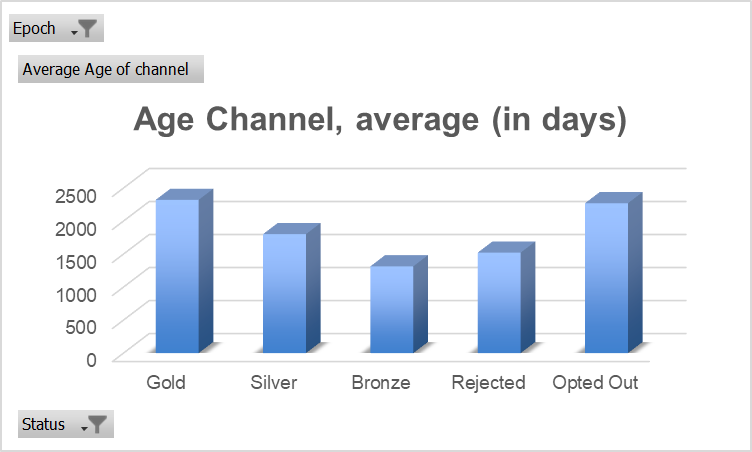 Epoch
Average Age of channel
Age Channel, average (in days)
2500
2000
1500
1000
500
0
Gold Silver Bronze Rejected Opted Out
Status